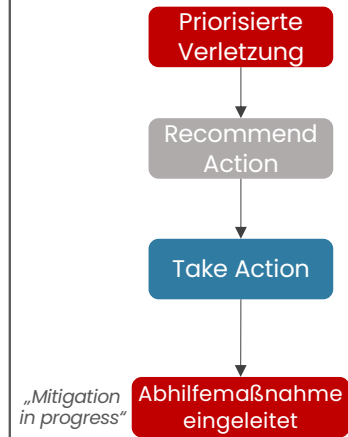 Priorisierte
Verletzung
Recommend
Action
Take Action
„Mitigation
in progress“
Abhilfemaßnahme
eingeleitet